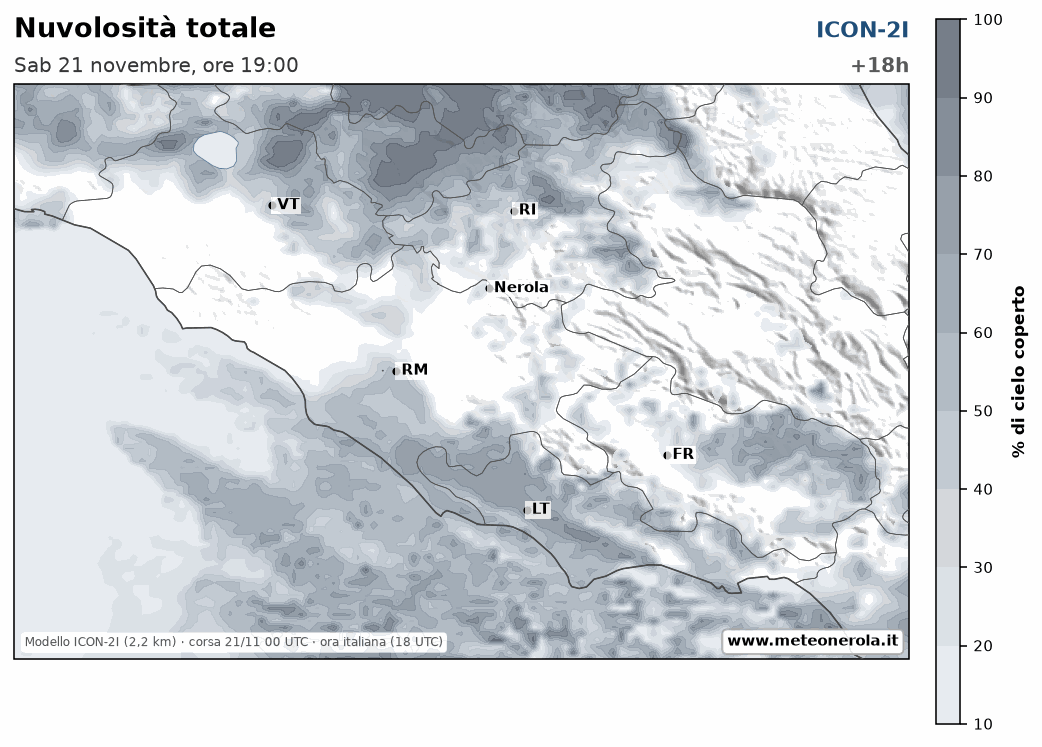 Nuvolosità totale
ICON-2I
Sab 21 novembre, ore 19:00
+18h
100
90
80
70
60
50
40
30
20
10
% di cielo coperto
VT
RI
Nerola
RM
FR
LT
Modello ICON-2I (2,2 km) · corsa 21/11 00 UTC · ora italiana (18 UTC)
www.meteonerola.it